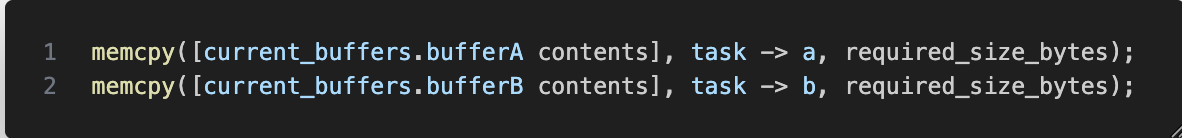 1 memcpy([current_buffers.bufferA contents], task -> a, required_size_bytes);
2 memcpy([current_buffers.bufferB contents], task -> b, required_size_bytes);